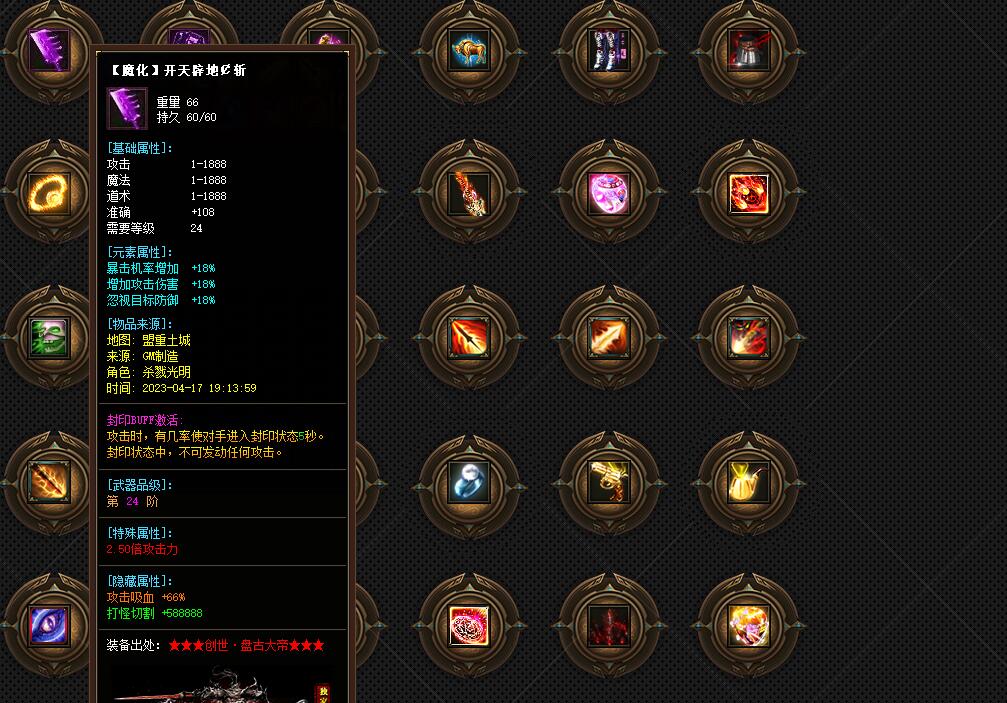 【魔化】开天辟地☭斩
重量 66
持久 60/60
[基础属性]:
攻击 1-1888
魔法 1-1888
道术 1-1888
准确 +108
需要等级 24
[元素属性]:
暴击机率增加 +18%
增加攻击伤害 +18%
忽视目标防御 +18%
[物品来源]:
地图: 盟重土城
来源: GM制造
角色: 杀戮光明
时间: 2023-04-17 19:13:59
封印BUFF激活:
攻击时，有几率使对手进入封印状态5秒。
封印状态中，不可发动任何攻击。
[武器品级]:
第 24 阶
[特殊属性]:
2.50倍攻击力
[隐藏属性]:
攻击吸血 +66%
打怪切割 +588888
装备出处: ★★★创世·盘古大帝★★★